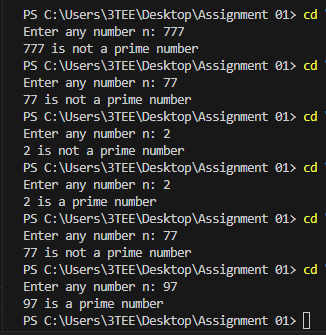 PS C:\Users\3TEE\Desktop\Assignment 01> cd
Enter any number n: 777
777 is not a prime number
PS C:\Users\3TEE\Desktop\Assignment 01> cd
Enter any number n: 77
77 is not a prime number
PS C:\Users\3TEE\Desktop\Assignment 01> cd
Enter any number n: 2
2 is not a prime number
PS C:\Users\3TEE\Desktop\Assignment 01> cd
Enter any number n: 2
2 is a prime number
PS C:\Users\3TEE\Desktop\Assignment 01> cd
Enter any number n: 77
77 is not a prime number
PS C:\Users\3TEE\Desktop\Assignment 01> cd
Enter any number n: 97
97 is a prime number
PS C:\Users\3TEE\Desktop\Assignment 01>